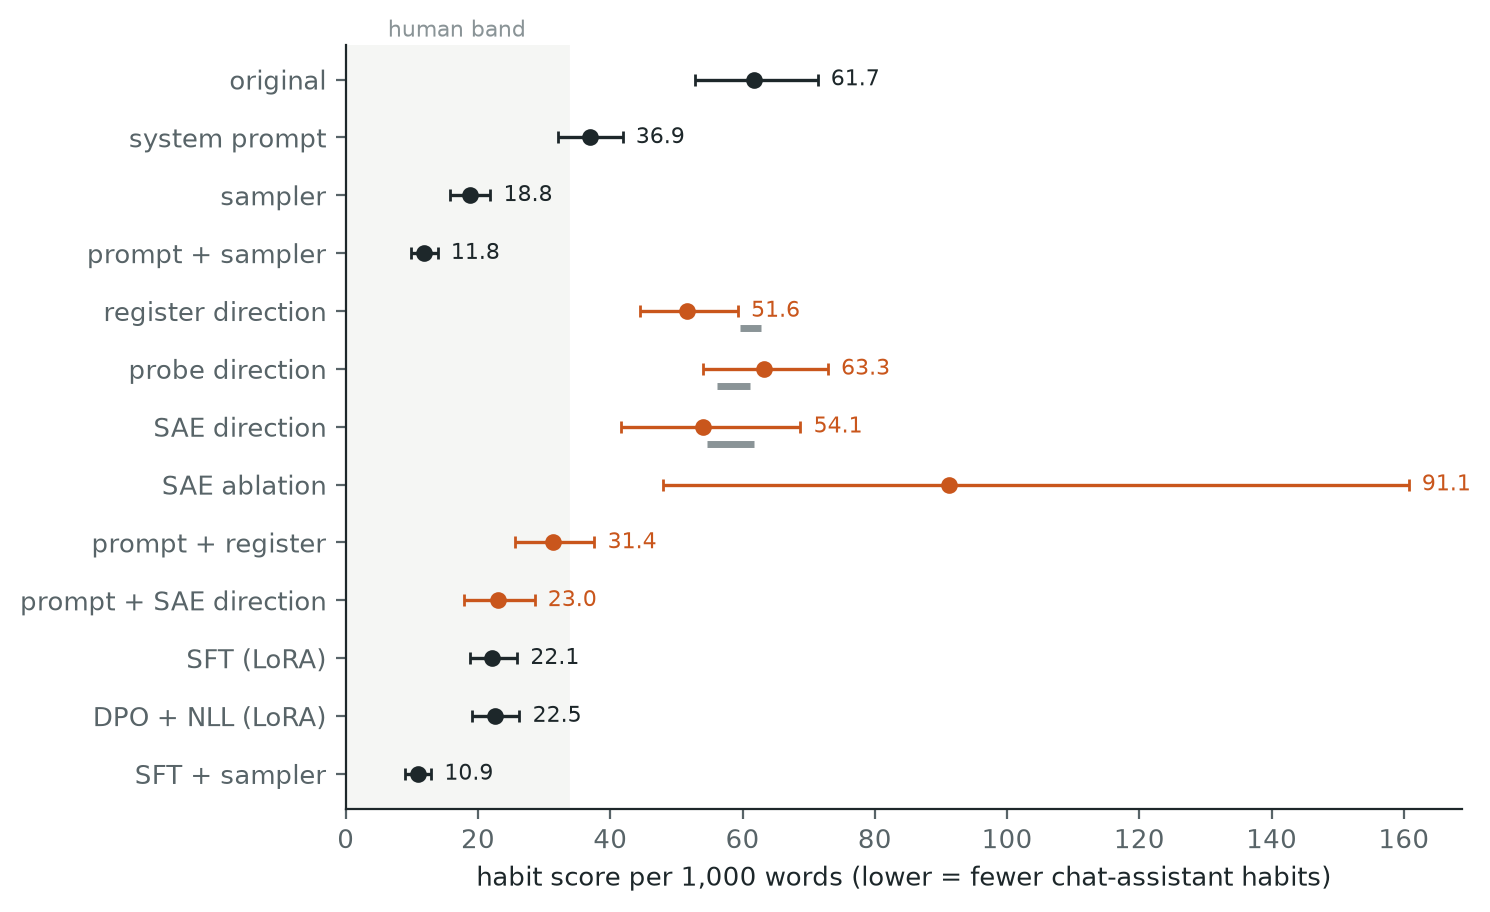 human band
original 61.7
system prompt 36.9
sampler 18.8
prompt + sampler 11.8
register direction 51.6
probe direction 63.3
SAE direction 54.1
SAE ablation 91.1
prompt + register 31.4
prompt + SAE direction 23.0
SFT (LoRA) 22.1
DPO + NLL (LoRA) 22.5
SFT + sampler 10.9
0 20 40 60 80 100 120 140 160
habit score per 1,000 words (lower = fewer chat-assistant habits)